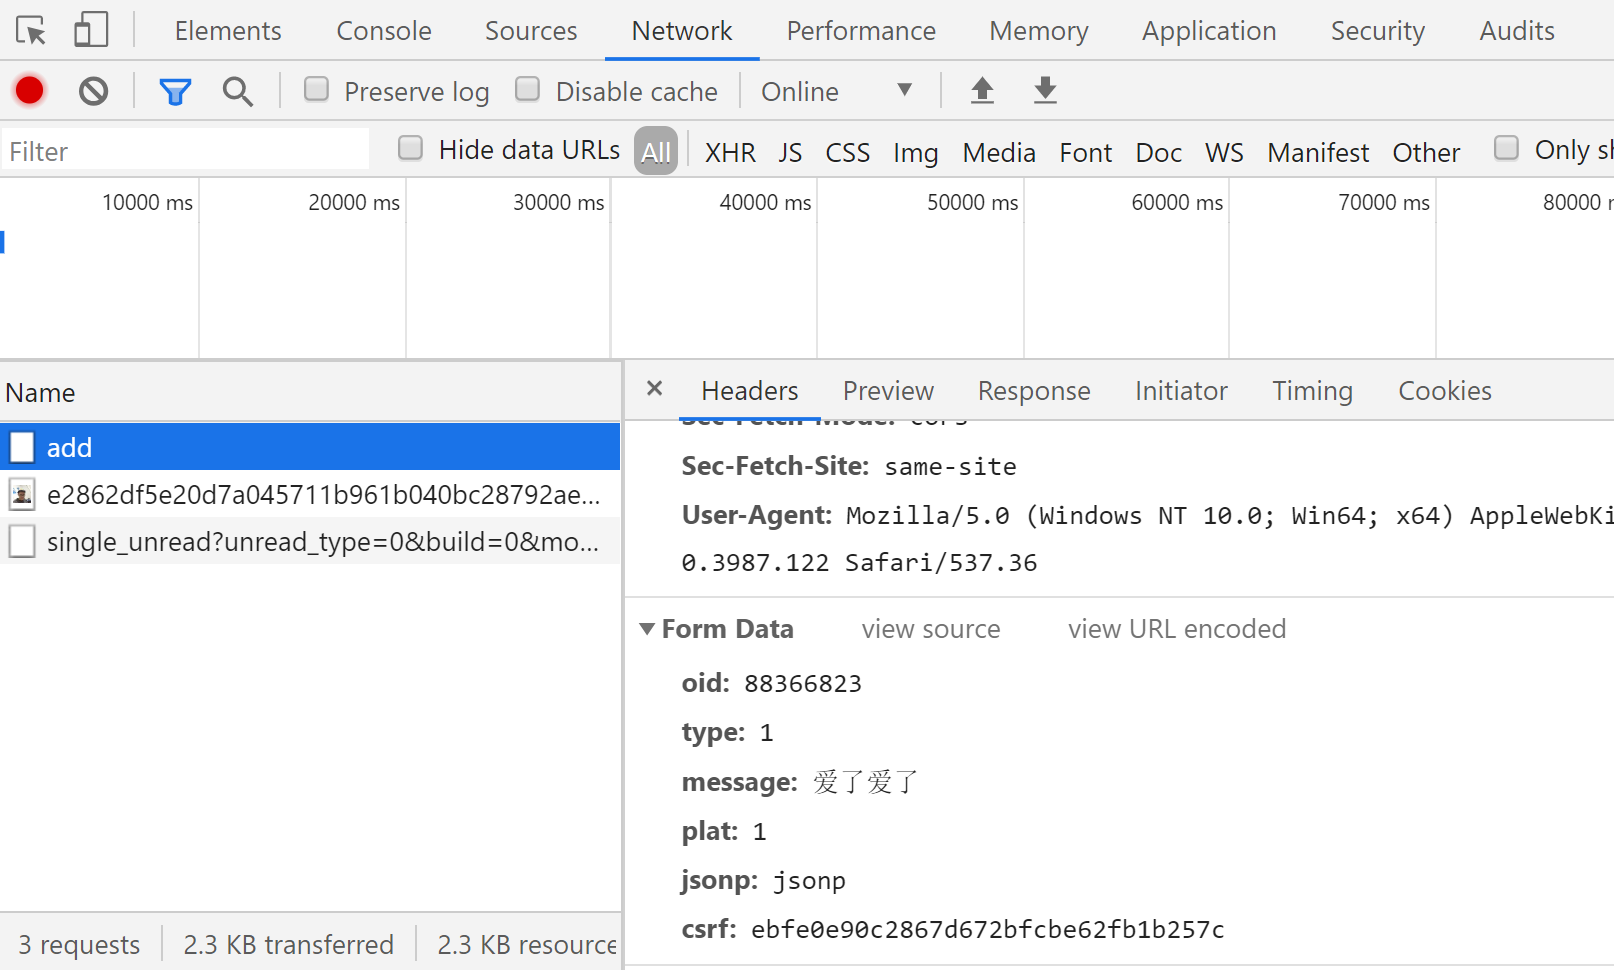 Elements Console Sources Network Performance Memory Application Security Audits
Preserve log Disable cache Online
Filter Hide data URLs All XHR JS CSS Img Media Font Doc WS Manifest Other Only sh
10000 ms 20000 ms 30000 ms 40000 ms 50000 ms 60000 ms 70000 ms 80000 m
Name
add
e2862df5e20d7a045711b961b040bc28792ae...
single_unread?unread_type=0&build=0&mo...
3 requests 2.3 KB transferred 2.3 KB resource
× Headers Preview Response Initiator Timing Cookies
Sec-Fetch-Mode: cors
Sec-Fetch-Site: same-site
User-Agent: Mozilla/5.0 (Windows NT 10.0; Win64; x64) AppleWebKi
0.3987.122 Safari/537.36
Form Data view source view URL encoded
oid: 88366823
type: 1
message: 爱了爱了
plat: 1
jsonp: jsonp
csrf: ebfe0e90c2867d672bfcbe62fb1b257c